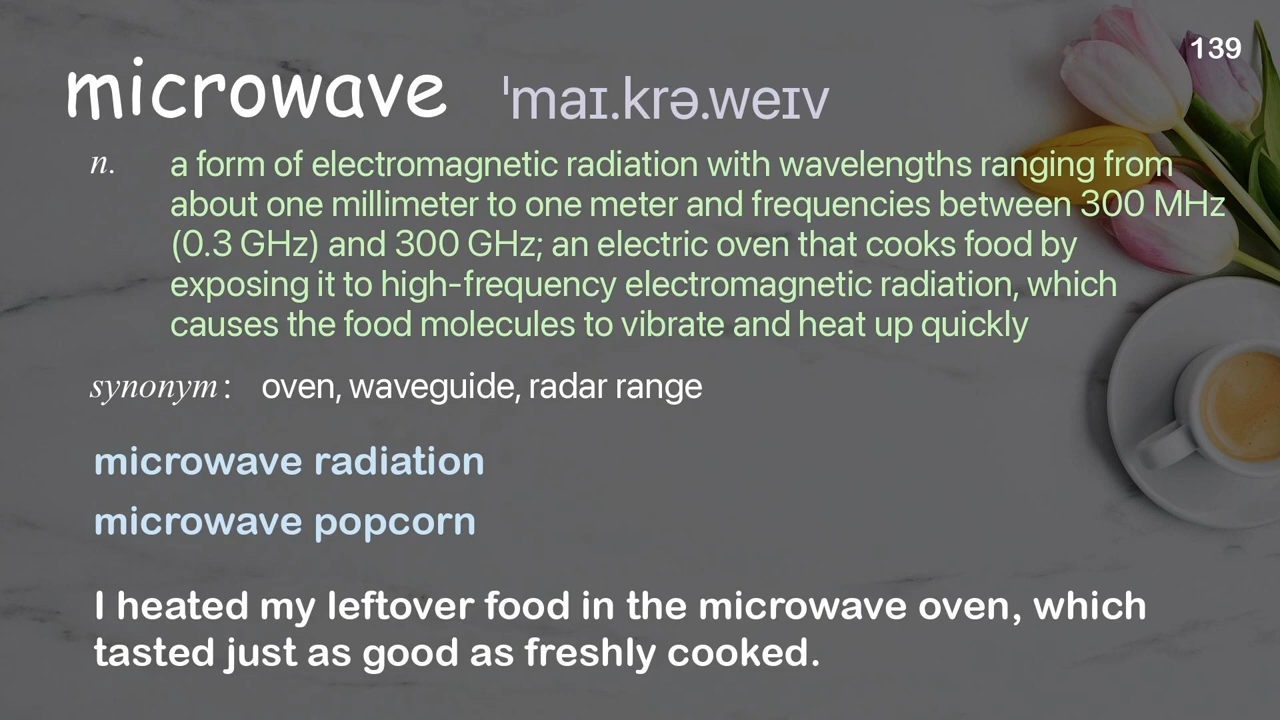 139
microwave ˈmaɪ.krə.weɪv
n. a form of electromagnetic radiation with wavelengths ranging from
about one millimeter to one meter and frequencies between 300 MHz
(0.3 GHz) and 300 GHz; an electric oven that cooks food by
exposing it to high-frequency electromagnetic radiation, which
causes the food molecules to vibrate and heat up quickly
synonym: oven, waveguide, radar range
microwave radiation
microwave popcorn
I heated my leftover food in the microwave oven, which
tasted just as good as freshly cooked.